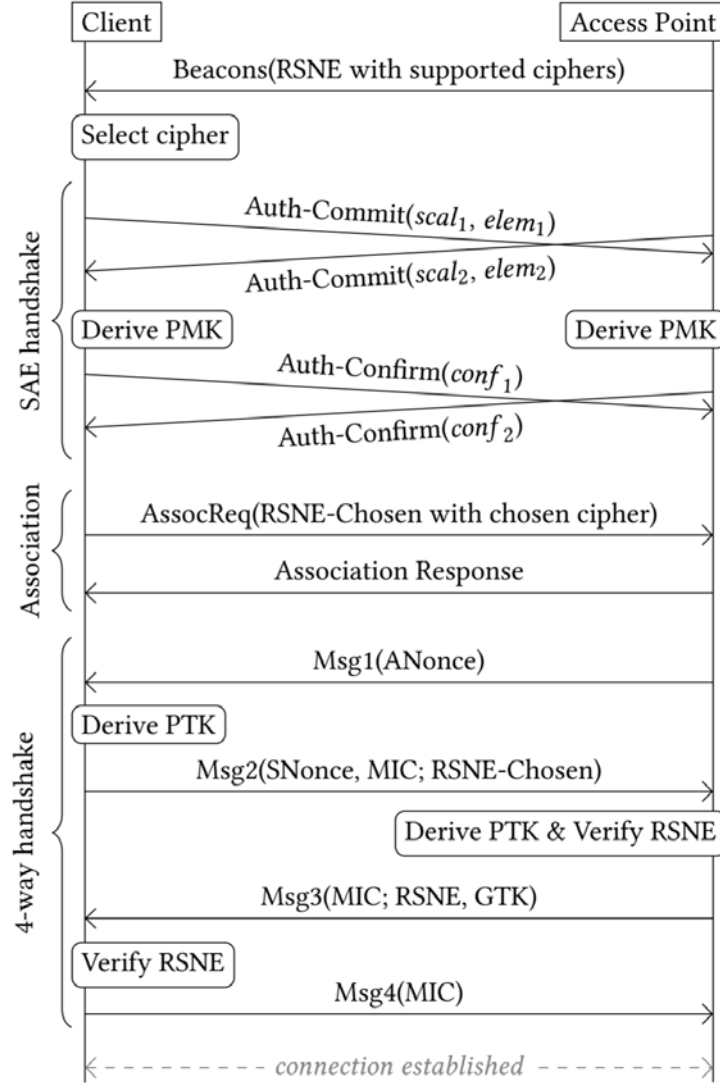 Client
Access Point
Beacons(RSNE with supported ciphers)
Select cipher
SAE handshake
Auth-Commit(scal₁, elem₁)
Auth-Commit(scal₂, elem₂)
Derive PMK
Derive PMK
Auth-Confirm(conf₁)
Auth-Confirm(conf₂)
Association
AssocReq(RSNE-Chosen with chosen cipher)
Association Response
4-way handshake
Msg1(ANonce)
Derive PTK
Msg2(SNonce, MIC; RSNE-Chosen)
Derive PTK & Verify RSNE
Msg3(MIC; RSNE, GTK)
Verify RSNE
Msg4(MIC)
connection established